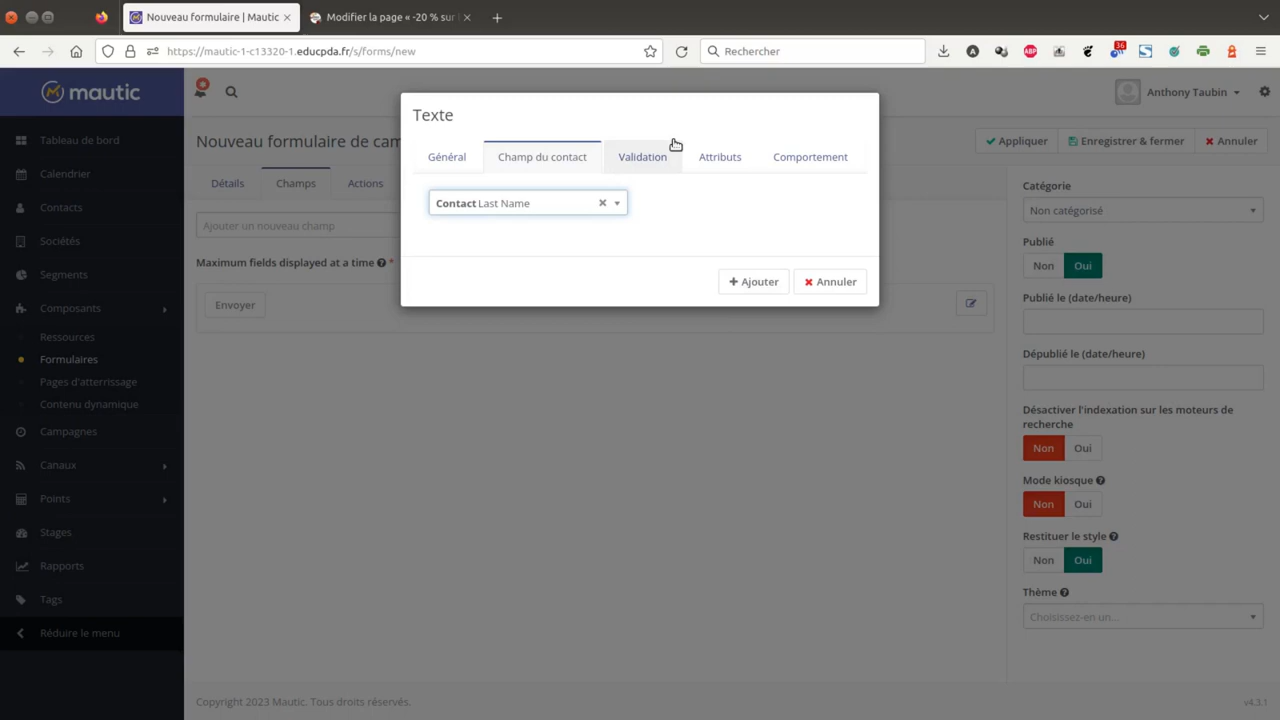 Nouveau formulaire | Mautic
Modifier la page « -20 % sur
https://mautic-1-c13320-1.educpda.fr/s/forms/new
Rechercher
36
ABP
mautic
Anthony Taubin
Tableau de bord
Calendrier
Contacts
Sociétés
Segments
Composants
Ressources
Formulaires
Pages d'atterrissage
Contenu dynamique
Campagnes
Canaux
Points
Stages
Rapports
Tags
Réduire le menu
Nouveau formulaire de cam
Appliquer
Enregistrer & fermer
Annuler
Détails
Champs
Actions
Ajouter un nouveau champ
Maximum fields displayed at a time *
Envoyer
Texte
Général
Champ du contact
Validation
Attributs
Comportement
Contact Last Name
Ajouter
Annuler
Catégorie
Non catégorisé
Publié
Non
Oui
Publié le (date/heure)
Dépublié le (date/heure)
Désactiver l'indexation sur les moteurs de
recherche
Non
Oui
Mode kiosque
Non
Oui
Restituer le style
Non
Oui
Thème
Choisissez-en un...
Copyright 2023 Mautic. Tous droits réservés.
v4.3.1